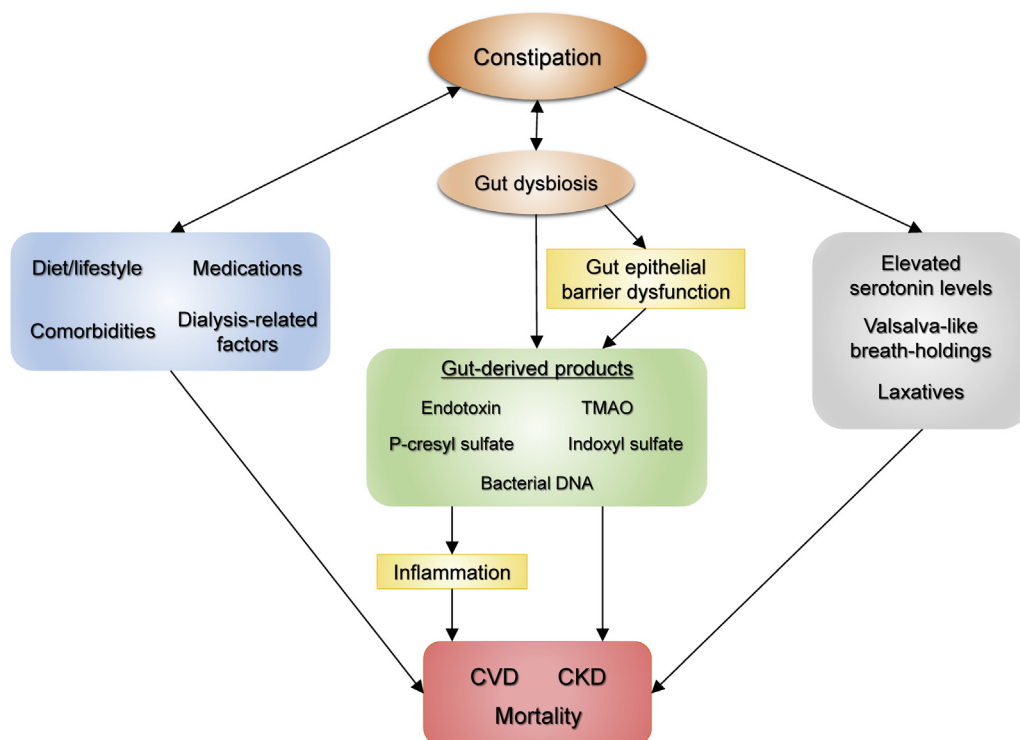 Constipation
Gut dysbiosis
Diet/lifestyle
Medications
Comorbidities
Dialysis-related
factors
Gut epithelial
barrier dysfunction
Elevated
serotonin levels
Valsalva-like
breath-holdings
Laxatives
Gut-derived products
Endotoxin
TMAO
P-cresyl sulfate
Indoxyl sulfate
Bacterial DNA
Inflammation
CVD
CKD
Mortality